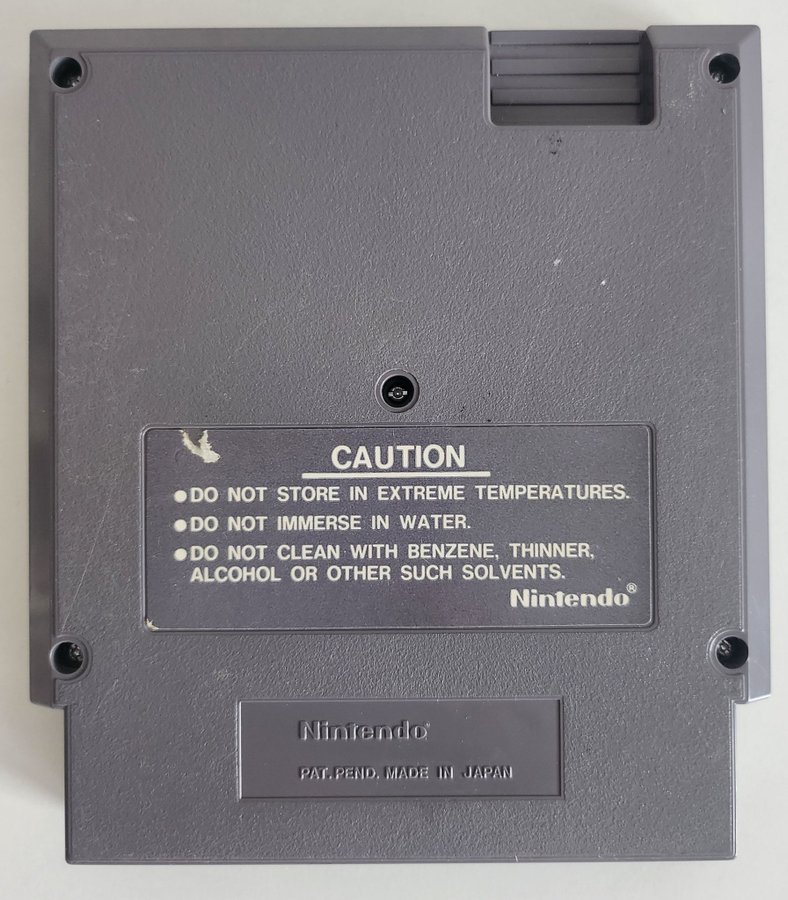 CAUTION
●DO NOT STORE IN EXTREME TEMPERATURES.
●DO NOT IMMERSE IN WATER.
●DO NOT CLEAN WITH BENZENE, THINNER,
ALCOHOL OR OTHER SUCH SOLVENTS.
Nintendo®
Nintendo®
PAT. PEND. MADE IN JAPAN